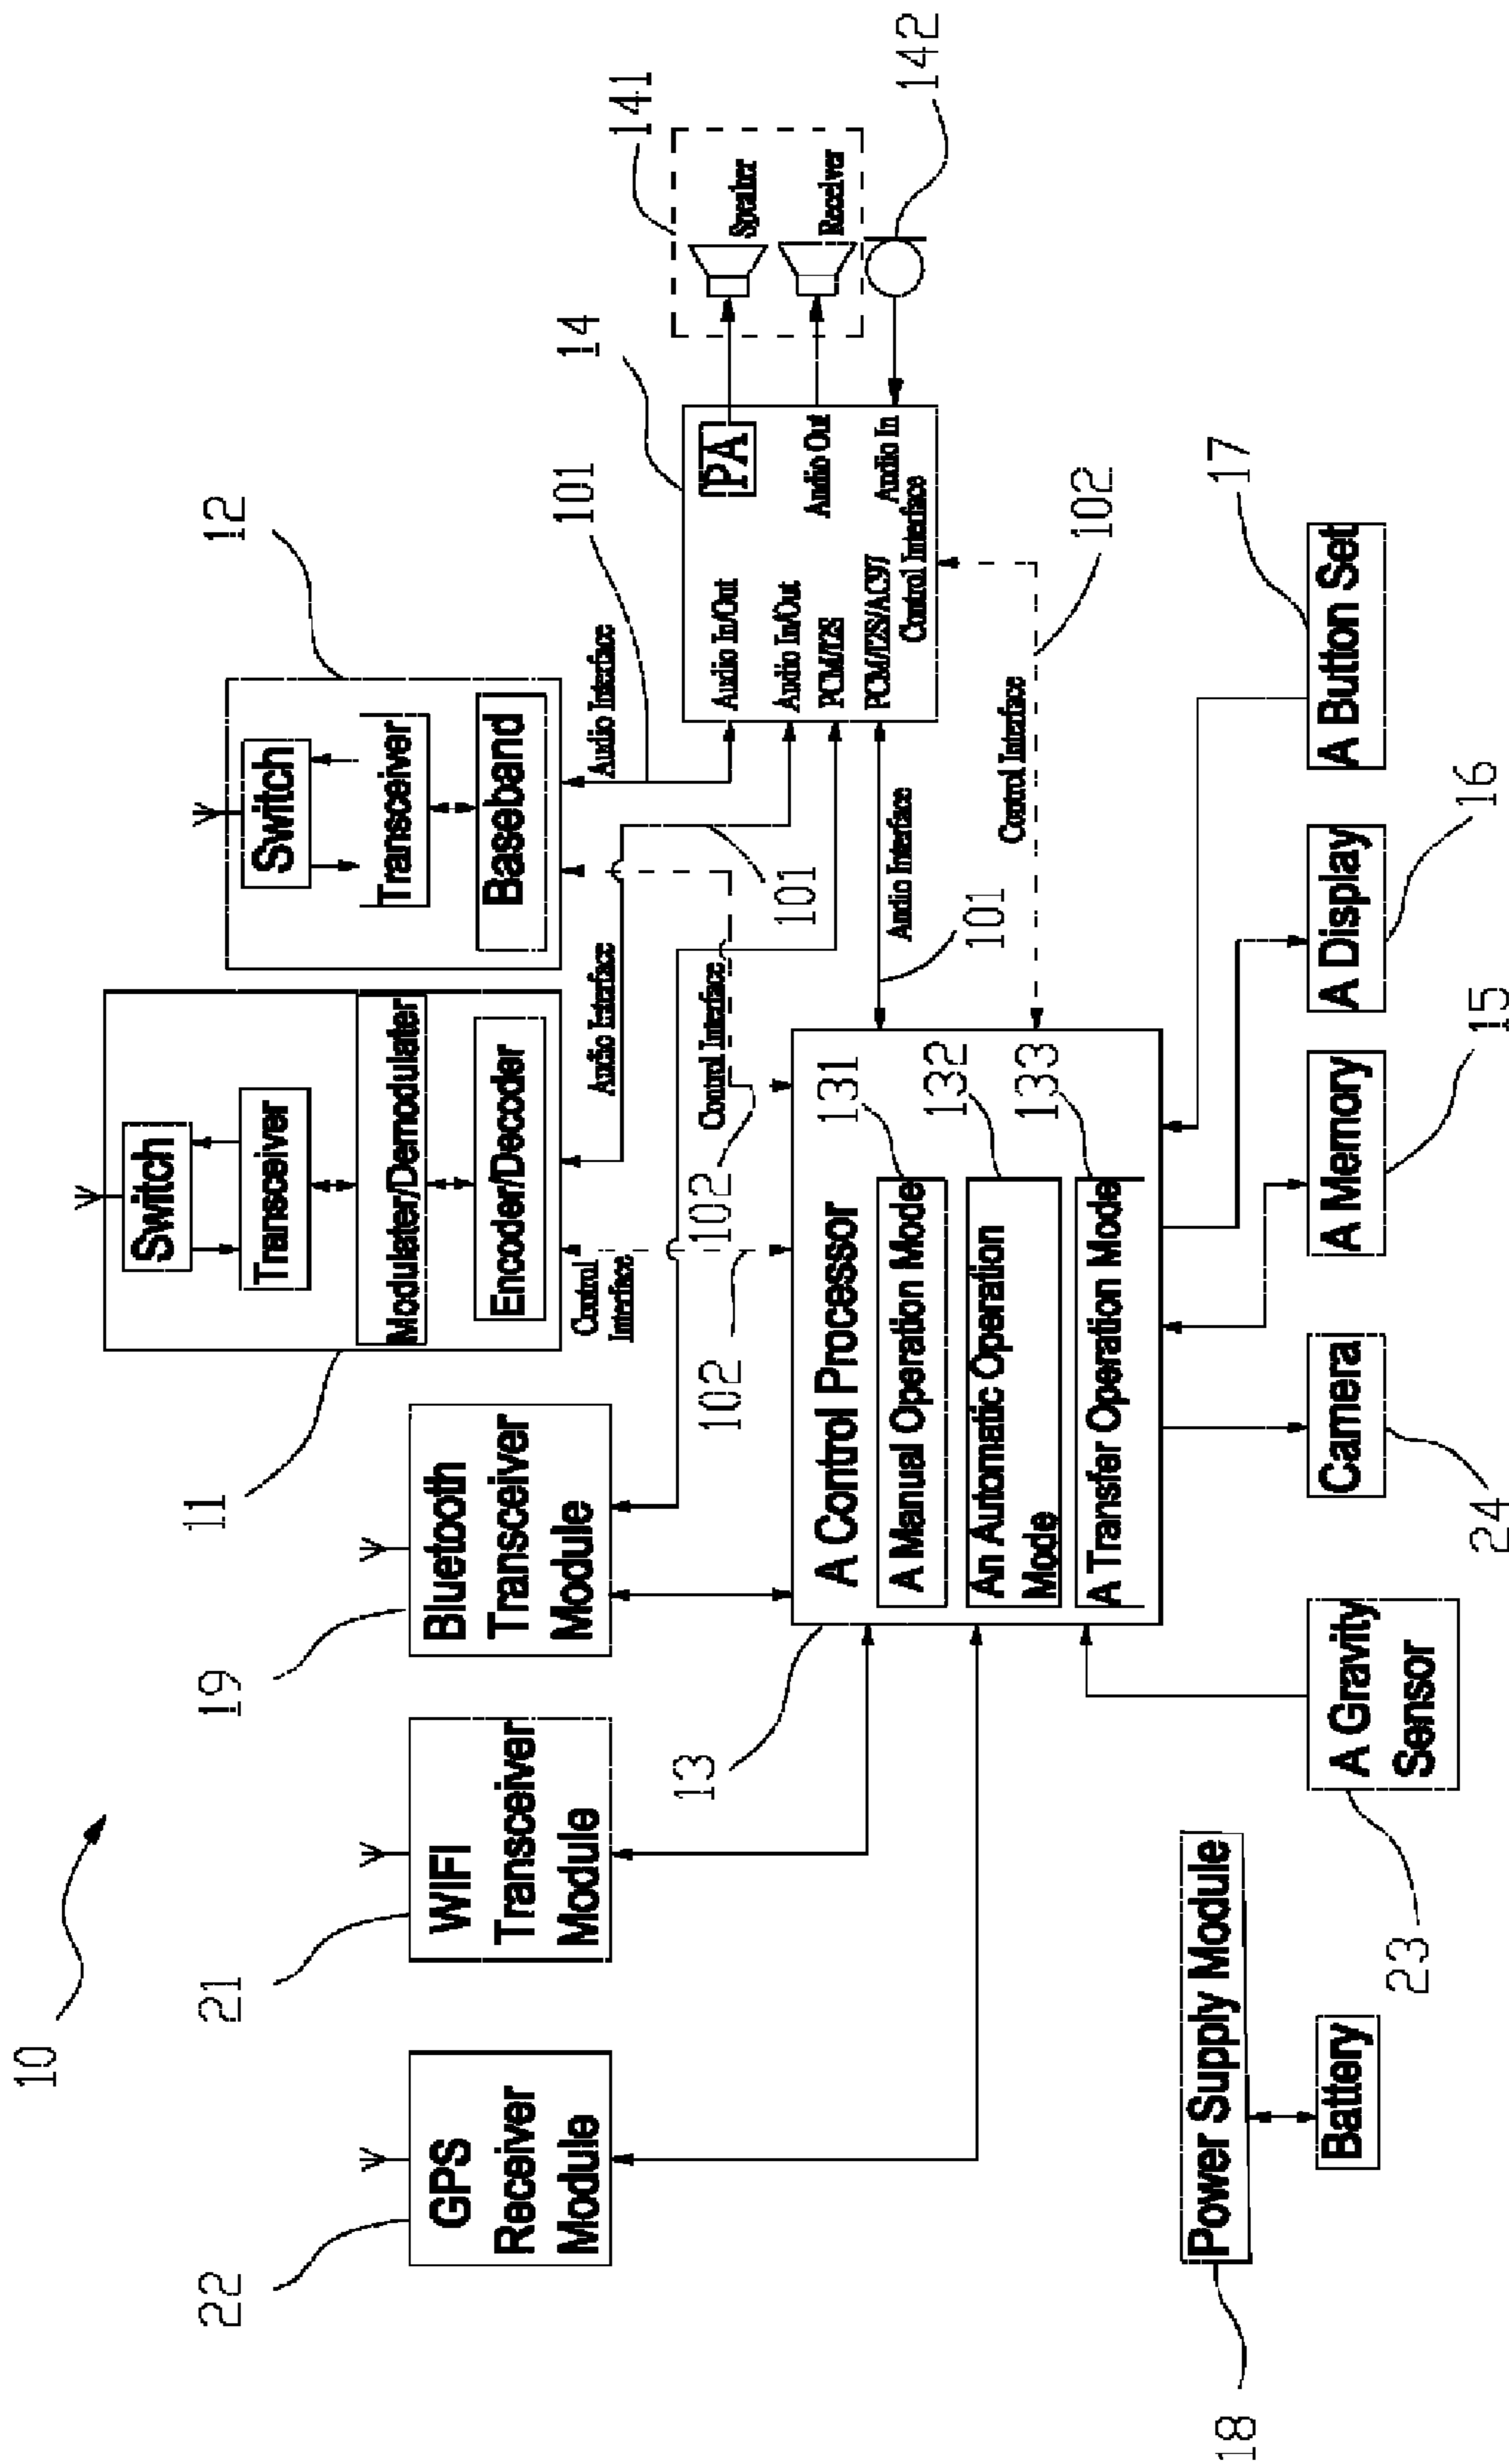 10
22
GPS
Receiver
Module
21
WIFI
Transceiver
Module
19
Bluetooth
Transceiver
Module
11
Switch
Transceiver
Modulater/Demodulater
Encoder/Decoder
12
Switch
Transceiver
Baseband
Control
Interface
102
102
Control Interface
Audio Interface
Audio Interface
101
101
14
PA
Audio In/Out
Audio In/Out
PCM/I2S
PCM/I2S/AC97
Audio Out
Audio In
Control Interface
141
Speaker
Receiver
142
Audio Interface
101
Control Interface
102
13
A Control Processor
A Manual Operation Mode
131
An Automatic Operation
Mode
132
A Transfer Operation Mode
133
18
Power Supply Module
Battery
A Gravity
Sensor
23
Camera
24
A Memory
15
A Display
16
A Button Set
17